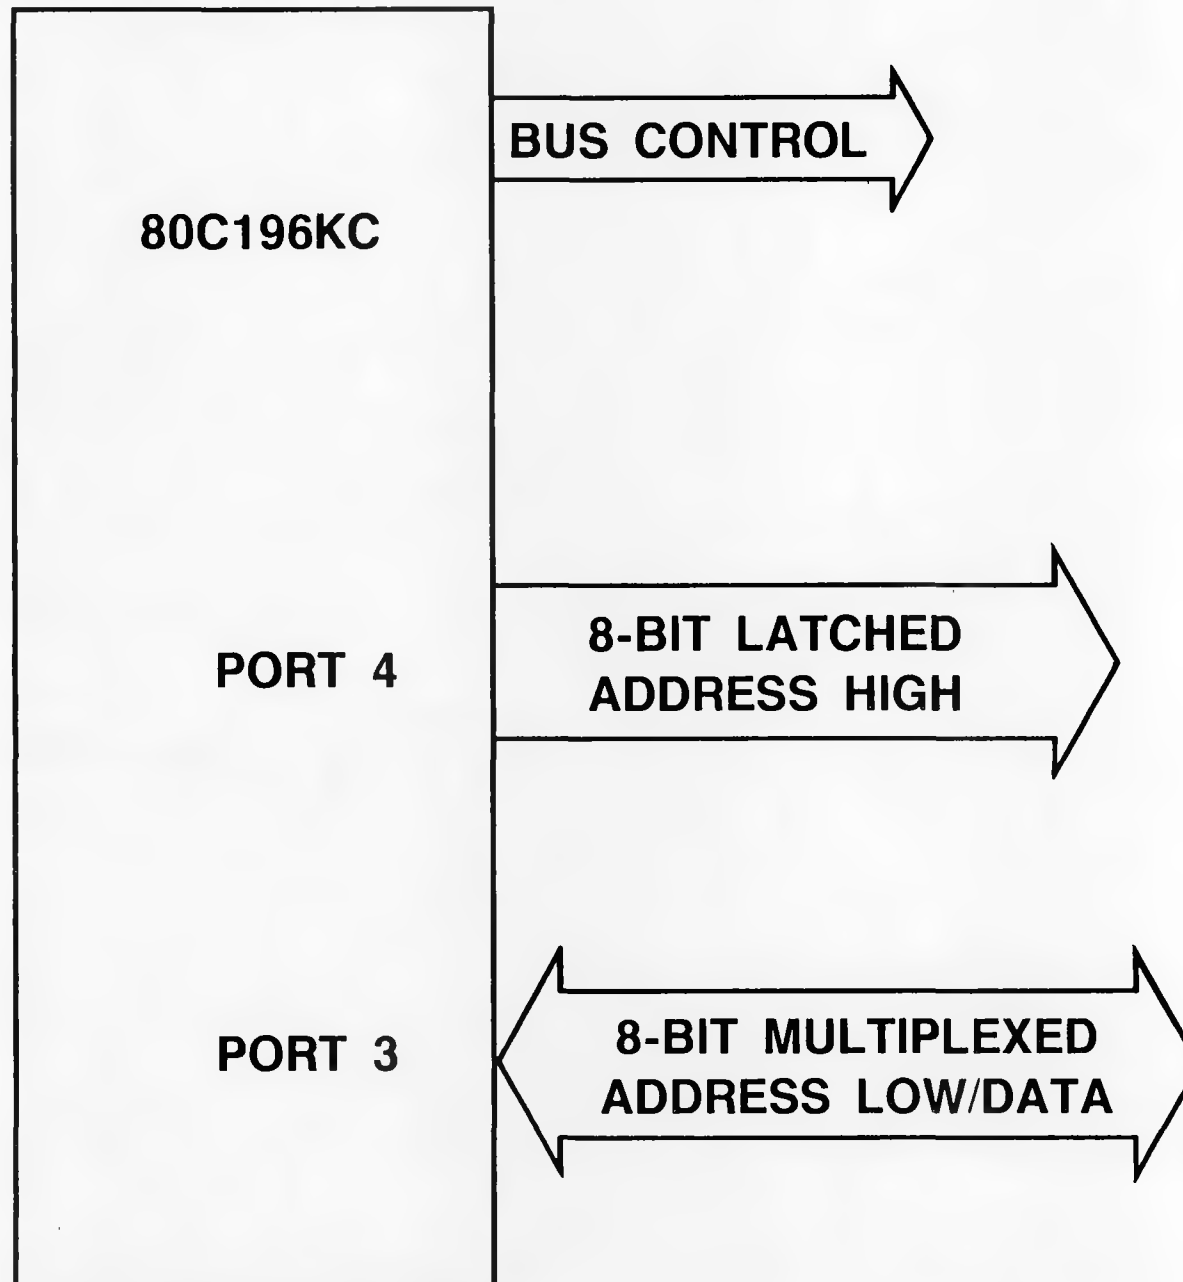 BUS CONTROL
80C196KC
PORT 4
8-BIT LATCHED
ADDRESS HIGH
PORT 3
8-BIT MULTIPLEXED
ADDRESS LOW/DATA